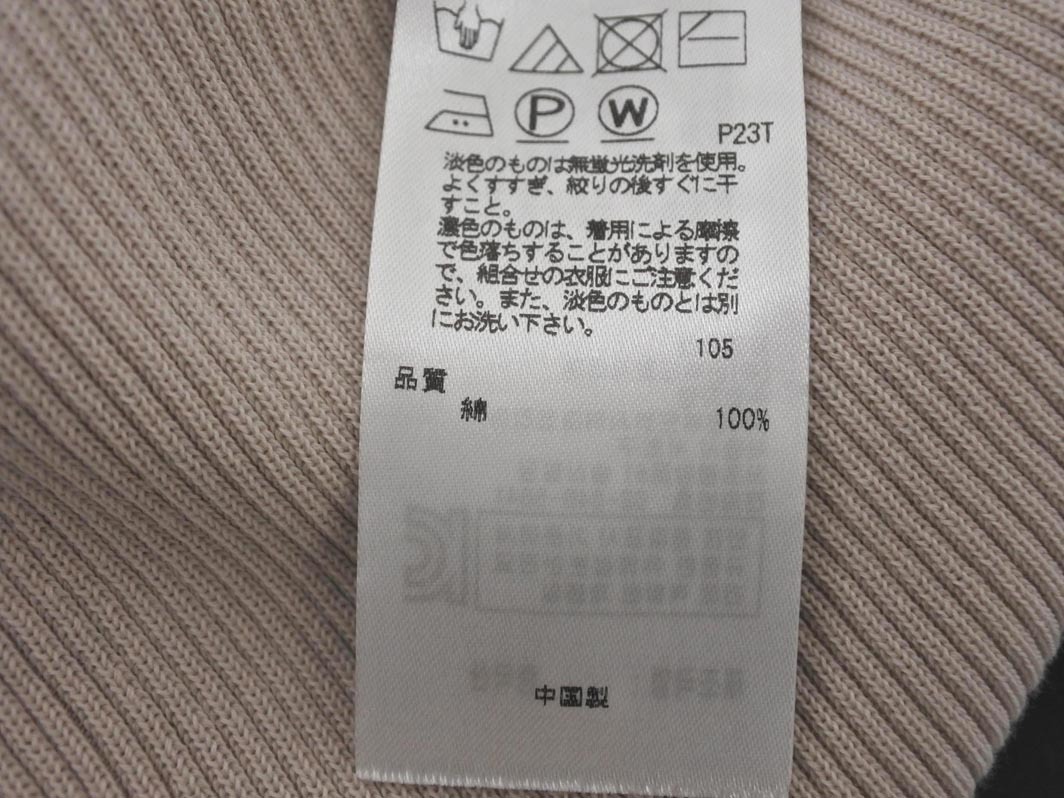 P
W
P23T
淡色のものは無蛍光洗剤を使用。
よくすすぎ、絞りの後すぐに干
すこと。
濃色のものは、着用による摩擦
で色落ちすることがありますの
で、組合せの衣服にご注意くだ
さい。また、淡色のものとは別
にお洗い下さい。
105
品質
綿 100%
中国製